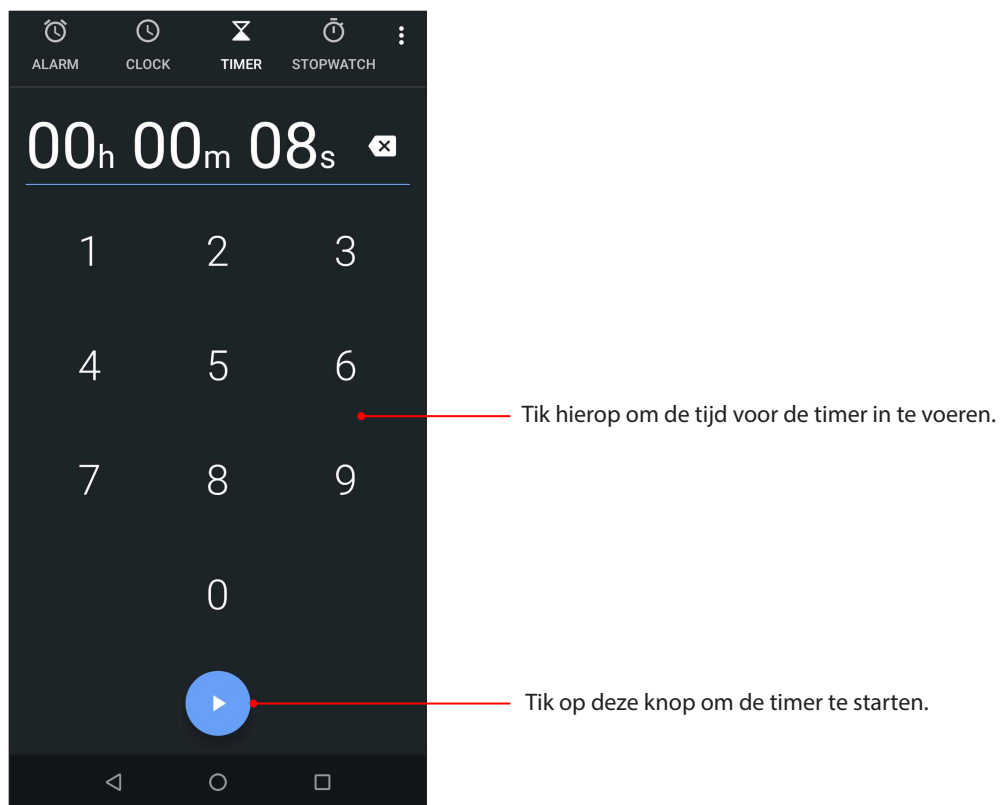 ALARM CLOCK TIMER STOPWATCH
00h 00m 08s
1 2 3
4 5 6
Tik hierop om de tijd voor de timer in te voeren.
7 8 9
0
Tik op deze knop om de timer te starten.